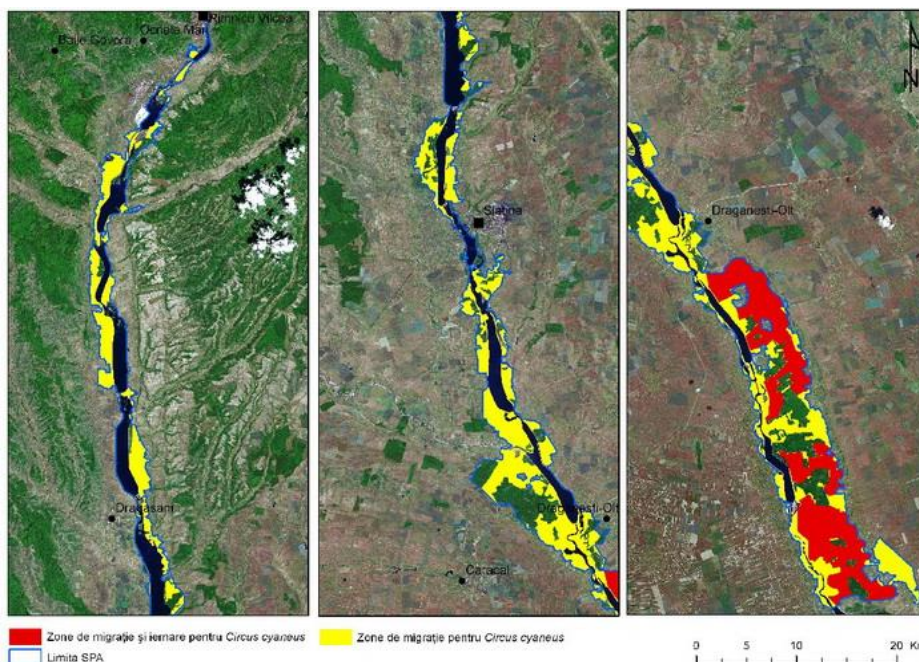 Rimnicu Vilcea
Ocnele Mari
Baile Govora
Dragasani
Slatina
Draganesti-Olt
Caracal
N
Draganesti-Olt
Zone de migrație și iernare pentru Circus cyaneus
Zone de migrație pentru Circus cyaneus
Limita SPA
0 5 10 20